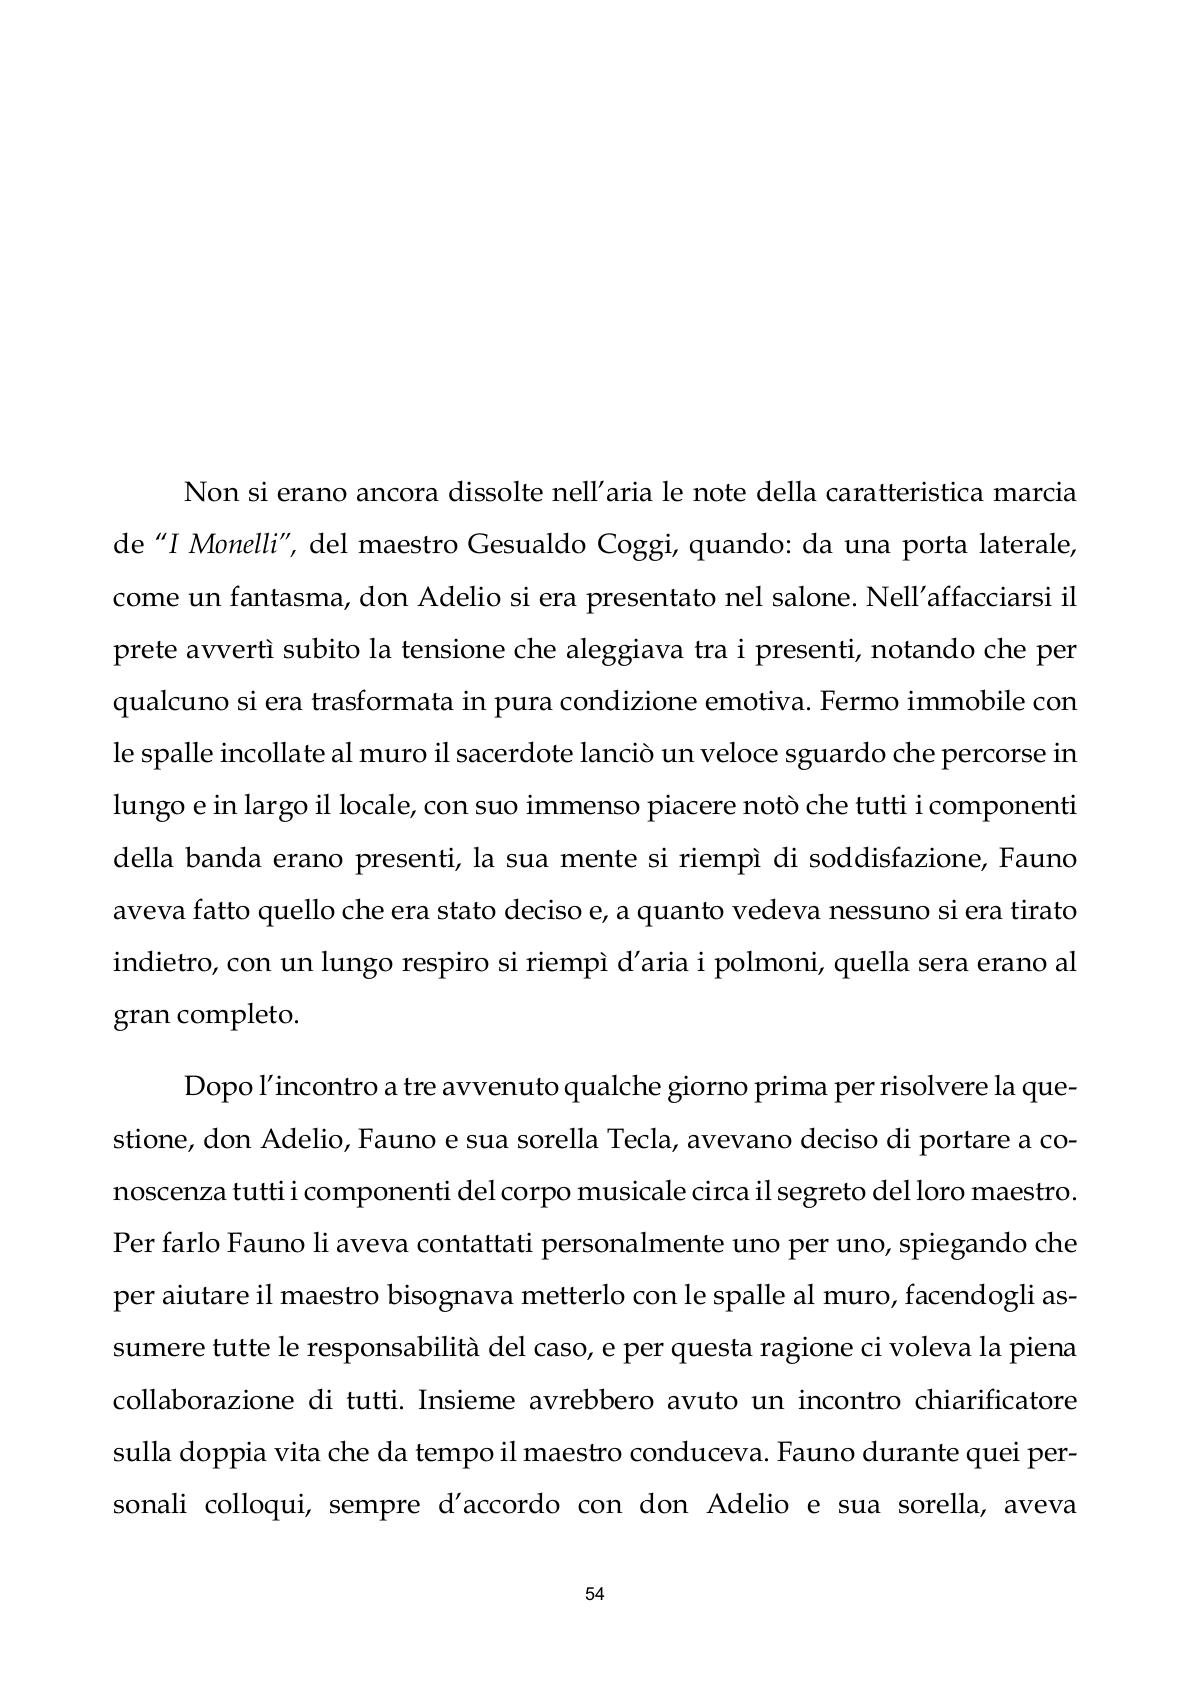 Non si erano ancora dissolte nell’aria le note della caratteristica marcia
de “I Monelli”, del maestro Gesualdo Coggi, quando: da una porta laterale,
come un fantasma, don Adelio si era presentato nel salone. Nell’affacciarsi il
prete avvertì subito la tensione che aleggiava tra i presenti, notando che per
qualcuno si era trasformata in pura condizione emotiva. Fermo immobile con
le spalle incollate al muro il sacerdote lanciò un veloce sguardo che percorse in
lungo e in largo il locale, con suo immenso piacere notò che tutti i componenti
della banda erano presenti, la sua mente si riempì di soddisfazione, Fauno
aveva fatto quello che era stato deciso e, a quanto vedeva nessuno si era tirato
indietro, con un lungo respiro si riempì d’aria i polmoni, quella sera erano al
gran completo.
Dopo l’incontro a tre avvenuto qualche giorno prima per risolvere la que-
stione, don Adelio, Fauno e sua sorella Tecla, avevano deciso di portare a co-
noscenza tutti i componenti del corpo musicale circa il segreto del loro maestro.
Per farlo Fauno li aveva contattati personalmente uno per uno, spiegando che
per aiutare il maestro bisognava metterlo con le spalle al muro, facendogli as-
sumere tutte le responsabilità del caso, e per questa ragione ci voleva la piena
collaborazione di tutti. Insieme avrebbero avuto un incontro chiarificatore
sulla doppia vita che da tempo il maestro conduceva. Fauno durante quei per-
sonali colloqui, sempre d’accordo con don Adelio e sua sorella, aveva
54